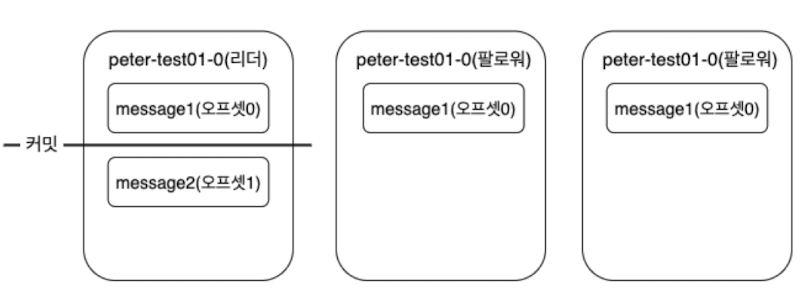 peter-test01-0(리더)
message1(오프셋0)
커밋
message2(오프셋1)
peter-test01-0(팔로워)
message1(오프셋0)
peter-test01-0(팔로워)
message1(오프셋0)